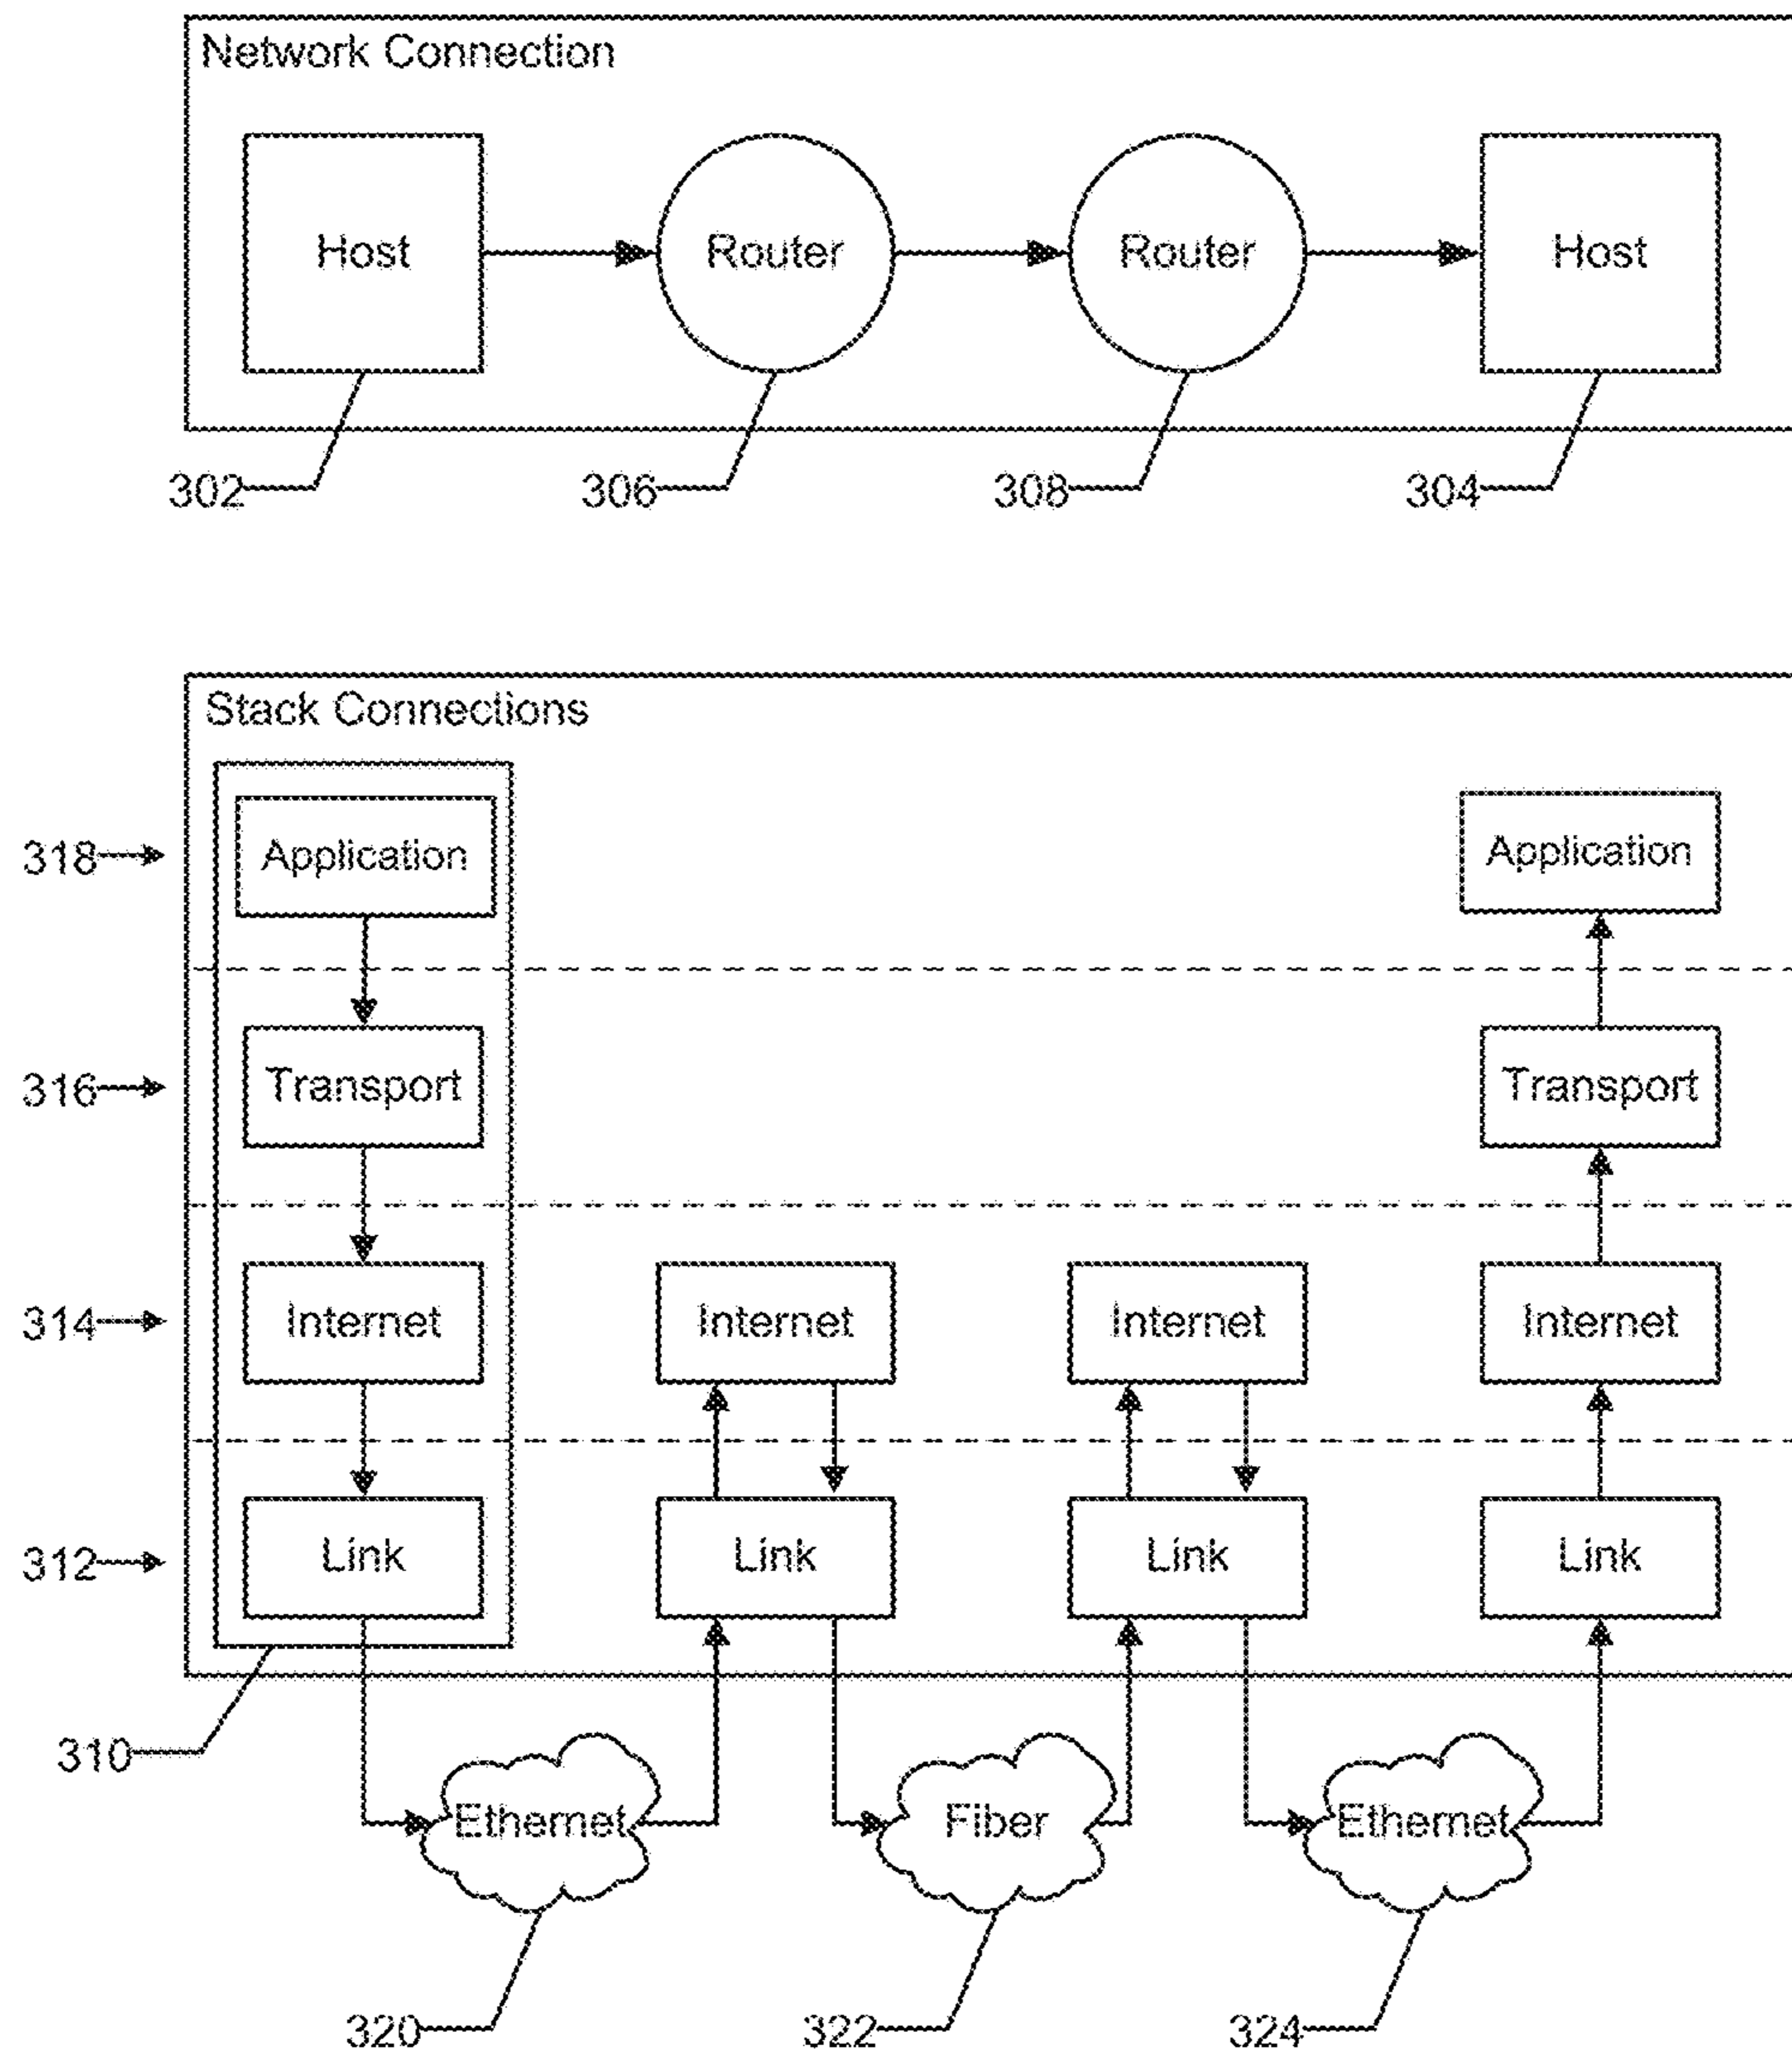 Network Connection
Host Router Router Host
302 306 308 304
Stack Connections
318 Application Application
316 Transport Transport
314 Internet Internet Internet Internet
312 Link Link Link Link
310
Ethernet Fiber Ethernet
320 322 324